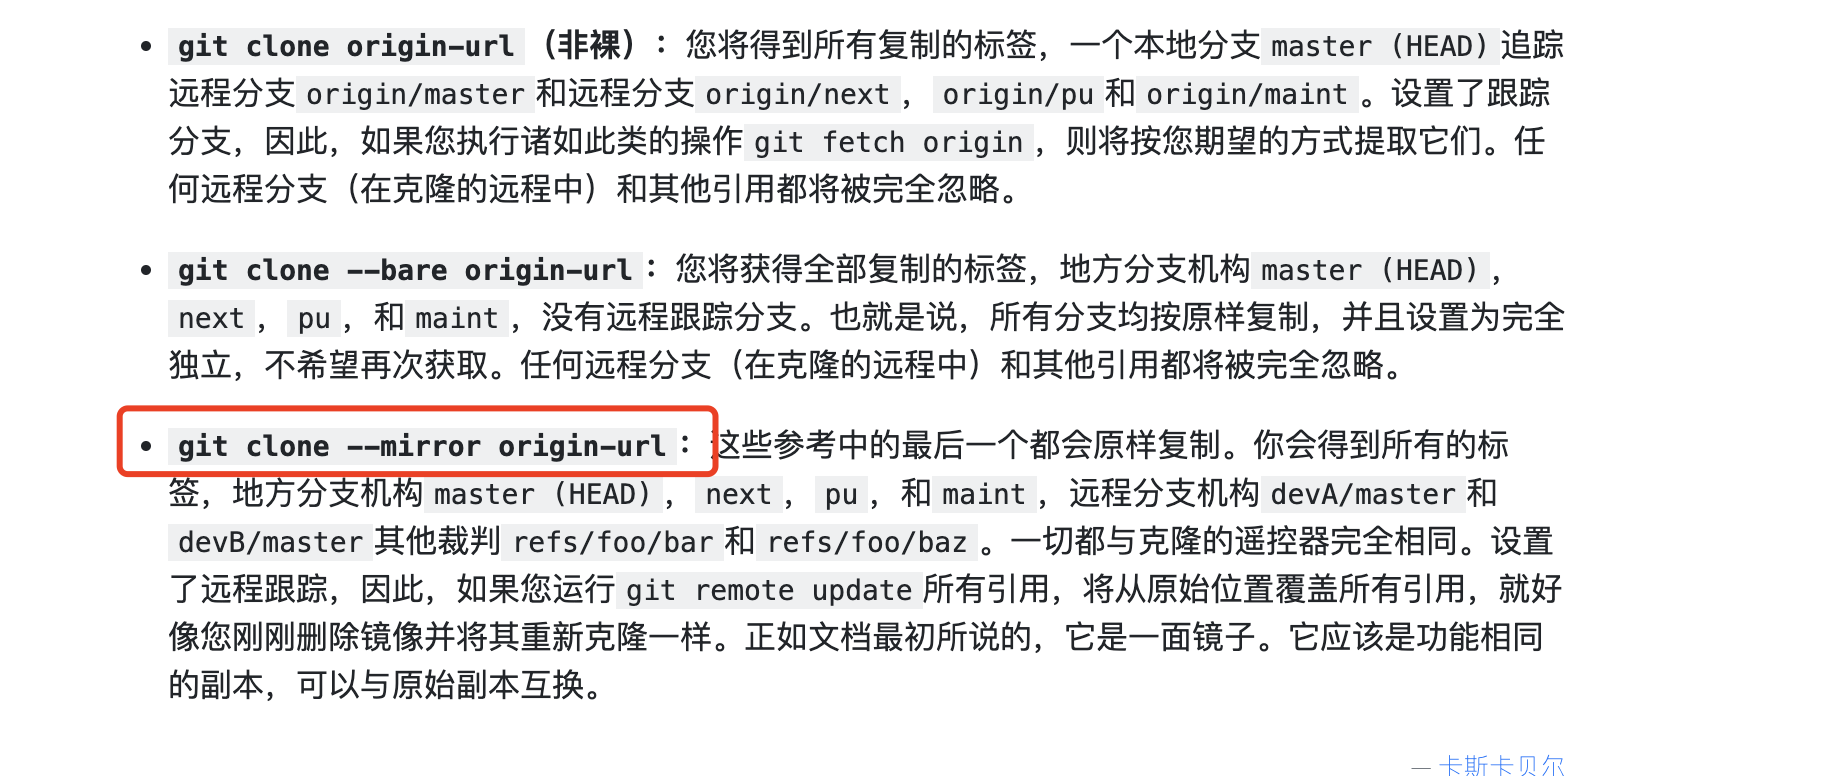 • git clone origin-url（非裸）：您将得到所有复制的标签，一个本地分支 master (HEAD) 追踪
远程分支 origin/master 和远程分支 origin/next，origin/pu 和 origin/maint。设置了跟踪
分支，因此，如果您执行诸如此类的操作 git fetch origin，则将按您期望的方式提取它们。任
何远程分支（在克隆的远程中）和其他引用都将被完全忽略。
• git clone --bare origin-url：您将获得全部复制的标签，地方分支机构 master (HEAD)，
next，pu，和 maint，没有远程跟踪分支。也就是说，所有分支均按原样复制，并且设置为完全
独立，不希望再次获取。任何远程分支（在克隆的远程中）和其他引用都将被完全忽略。
• git clone --mirror origin-url：这些参考中的最后一个都会原样复制。你会得到所有的标
签，地方分支机构 master (HEAD)，next，pu，和 maint，远程分支机构 devA/master 和
devB/master 其他裁判 refs/foo/bar 和 refs/foo/baz。一切都与克隆的遥控器完全相同。设置
了远程跟踪，因此，如果您运行 git remote update 所有引用，将从原始位置覆盖所有引用，就好
像您刚刚删除镜像并将其重新克隆一样。正如文档最初所说的，它是一面镜子。它应该是功能相同
的副本，可以与原始副本互换。
— 卡斯卡贝尔